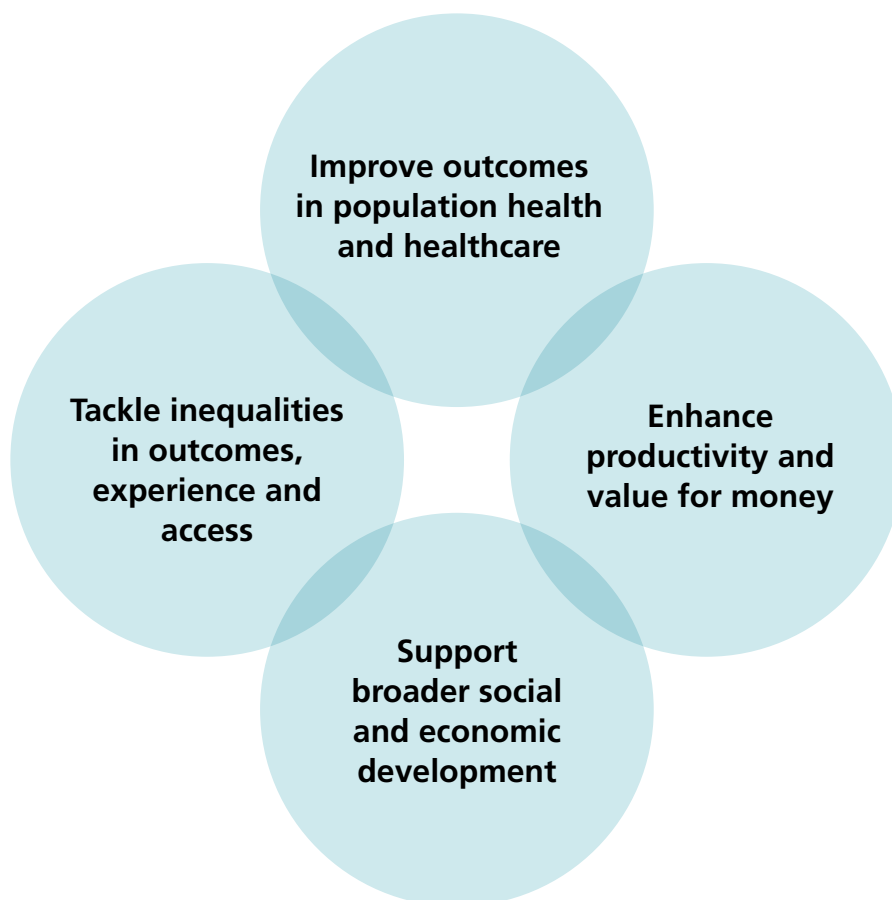 Improve outcomes
in population health
and healthcare
Tackle inequalities
in outcomes,
experience and
access
Enhance
productivity and
value for money
Support
broader social
and economic
development